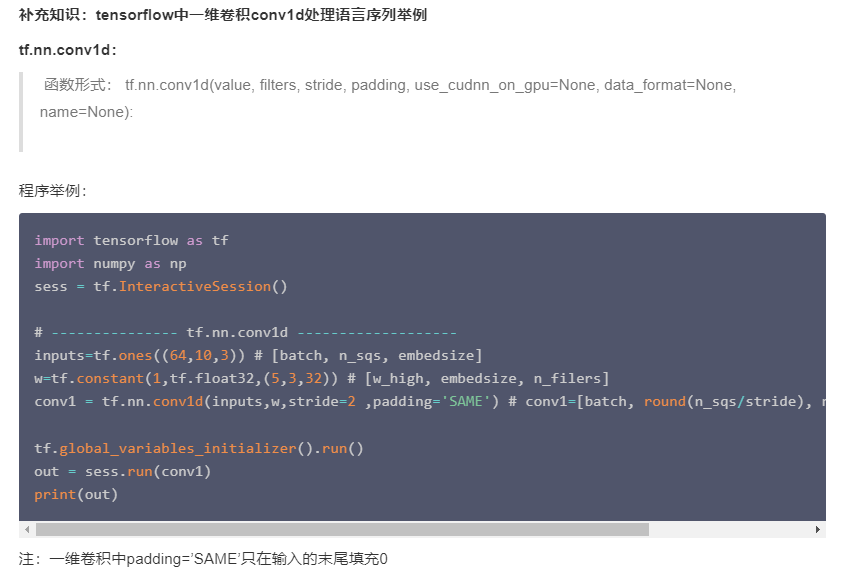 补充知识：tensorflow中一维卷积conv1d处理语言序列举例
tf.nn.conv1d：
函数形式： tf.nn.conv1d(value, filters, stride, padding, use_cudnn_on_gpu=None, data_format=None,
name=None):
程序举例：
import tensorflow as tf
import numpy as np
sess = tf.InteractiveSession()
# --------------- tf.nn.conv1d -------------------
inputs=tf.ones((64,10,3)) # [batch, n_sqs, embedsize]
w=tf.constant(1,tf.float32,(5,3,32)) # [w_high, embedsize, n_filers]
conv1 = tf.nn.conv1d(inputs,w,stride=2 ,padding='SAME') # conv1=[batch, round(n_sqs/stride),
tf.global_variables_initializer().run()
out = sess.run(conv1)
print(out)
注：一维卷积中padding='SAME'只在输入的末尾填充0